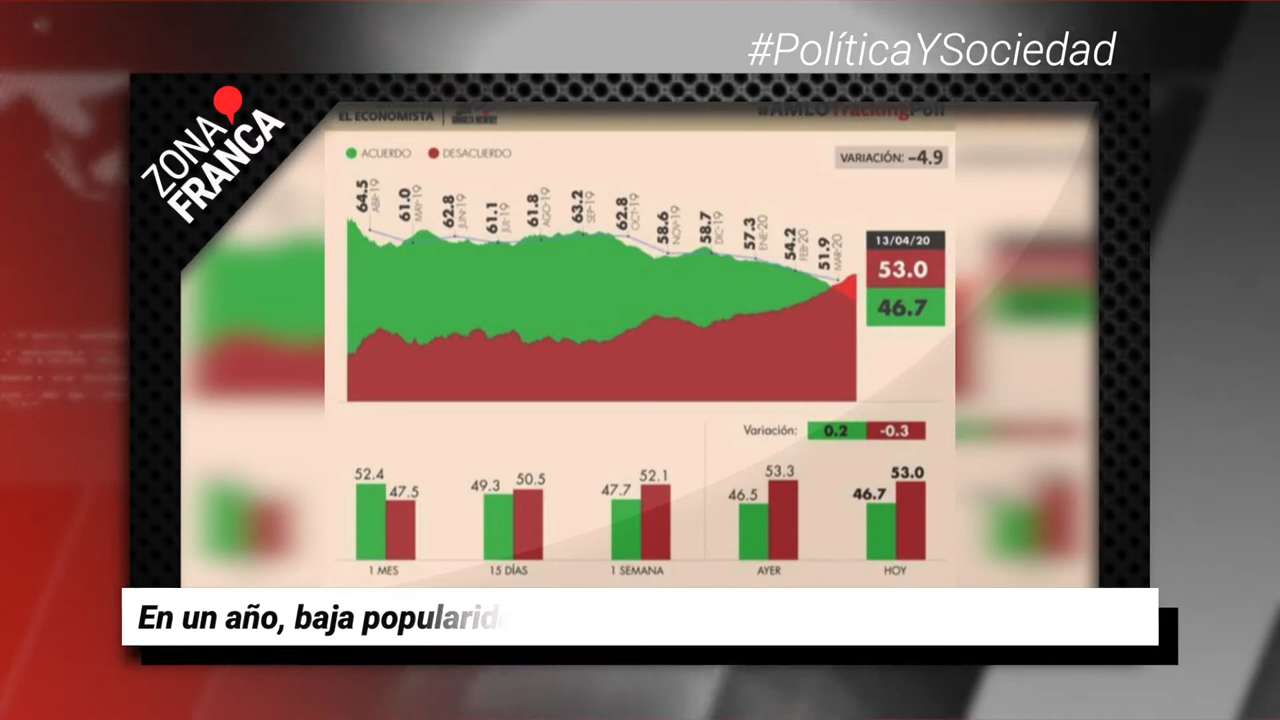 #PolíticaYSociedad
ZONA
FRANCA
EL ECONOMISTA
#AMLOTrackingPoll
ACUERDO DESACUERDO
VARIACIÓN: -4.9
64.5 ABR-19
61.0 MAY-19
62.8 JUN-19
61.1 JUL-19
61.8 AGO-19
63.2 SEP-19
62.8 OCT-19
58.6 NOV-19
58.7 DIC-19
57.3 ENE-20
54.2 FEB-20
51.9 MAR-20
13/04/20
53.0
46.7
Variación: 0.2 -0.3
52.4 47.5
49.3 50.5
47.7 52.1
46.5 53.3
46.7 53.0
1 MES 15 DÍAS 1 SEMANA AYER HOY
En un año, baja popularid